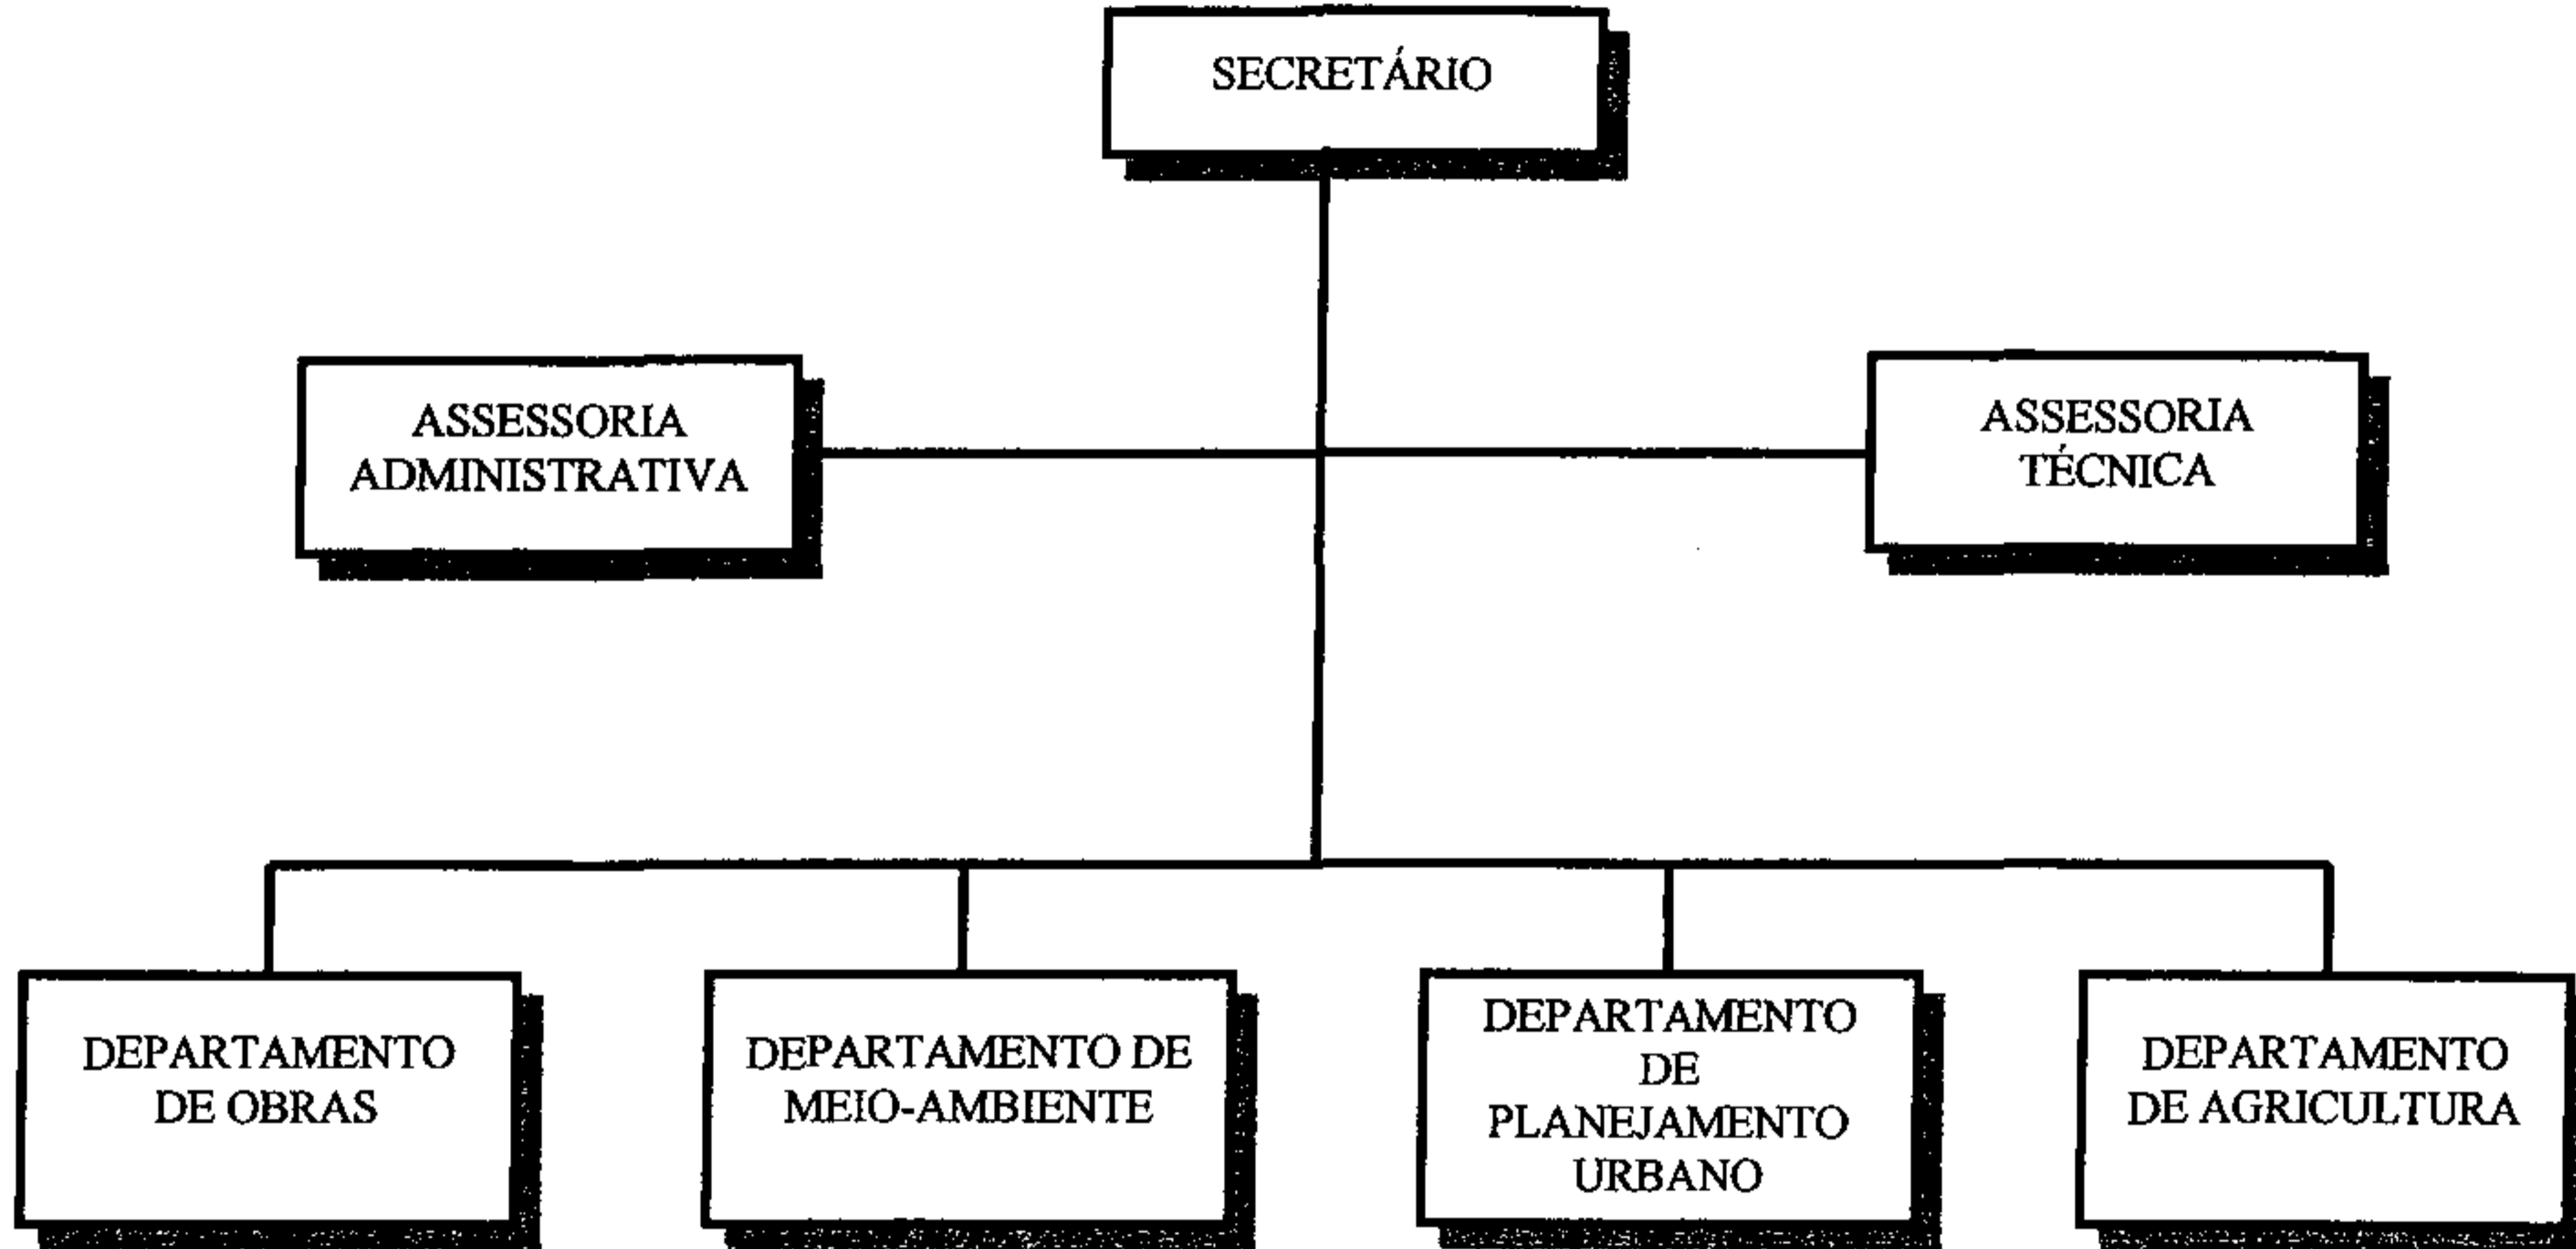 SECRETÁRIO
ASSESSORIA
ADMINISTRATIVA
ASSESSORIA
TÉCNICA
DEPARTAMENTO
DE OBRAS
DEPARTAMENTO DE
MEIO-AMBIENTE
DEPARTAMENTO
DE
PLANEJAMENTO
URBANO
DEPARTAMENTO
DE AGRICULTURA